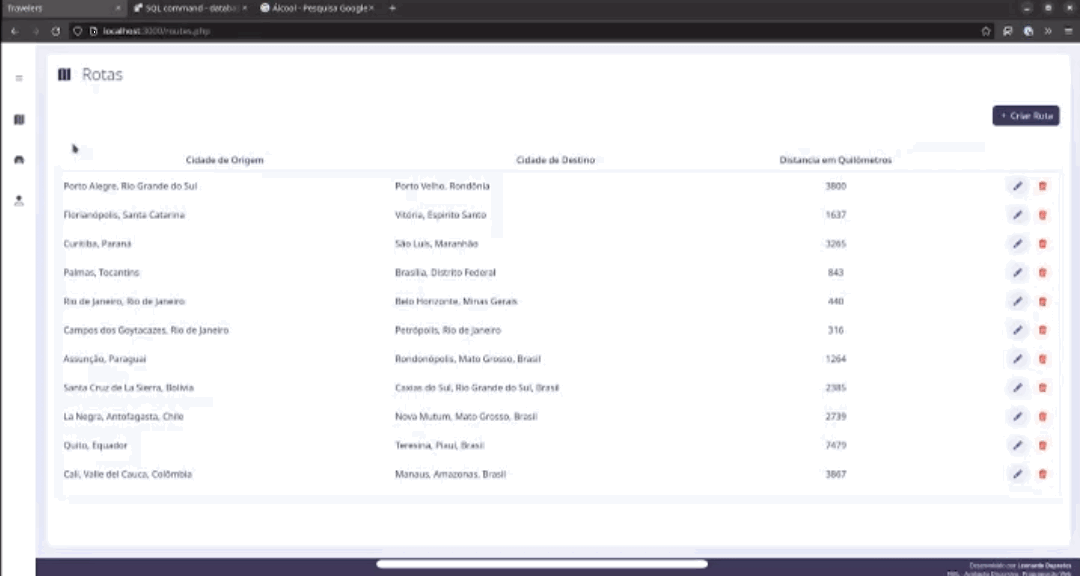 Travelers
SQL command - databa
Álcool - Pesquisa Google
localhost:3000/routes.php
Rotas
+ Criar Rota
Cidade de Origem Cidade de Destino Distancia em Quilômetros
Porto Alegre, Rio Grande do Sul Porto Velho, Rondônia 3800
Florianópolis, Santa Catarina Vitória, Espirito Santo 1637
Curitiba, Paraná São Luis, Maranhão 3265
Palmas, Tocantins Brasília, Distrito Federal 843
Rio de Janeiro, Rio de Janeiro Belo Horizonte, Minas Gerais 440
Campos dos Goytacazes, Rio de Janeiro Petrópolis, Rio de Janeiro 316
Assunção, Paraguai Rondonópolis, Mato Grosso, Brasil 1264
Santa Cruz de La Sierra, Bolívia Caxias do Sul, Rio Grande do Sul, Brasil 2385
La Negra, Antofagasta, Chile Nova Mutum, Mato Grosso, Brasil 2739
Quito, Equador Teresina, Piauí, Brasil 7479
Cali, Valle del Cauca, Colômbia Manaus, Amazonas, Brasil 3867
Desenvolvido por Leonardo
Programação Web